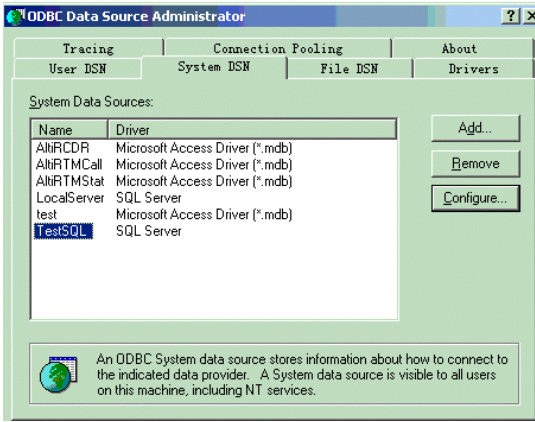 ODBC Data Source Administrator
Tracing Connection Pooling About
User DSN System DSN File DSN Drivers
System Data Sources:
Name Driver
AltiRCDR Microsoft Access Driver (*.mdb)
AltiRTMCall Microsoft Access Driver (*.mdb)
AltiRTMStat Microsoft Access Driver (*.mdb)
LocalServer SQL Server
test Microsoft Access Driver (*.mdb)
TestSQL SQL Server
Add...
Remove
Configure...
An ODBC System data source stores information about how to connect to
the indicated data provider. A System data source is visible to all users
on this machine, including NT services.